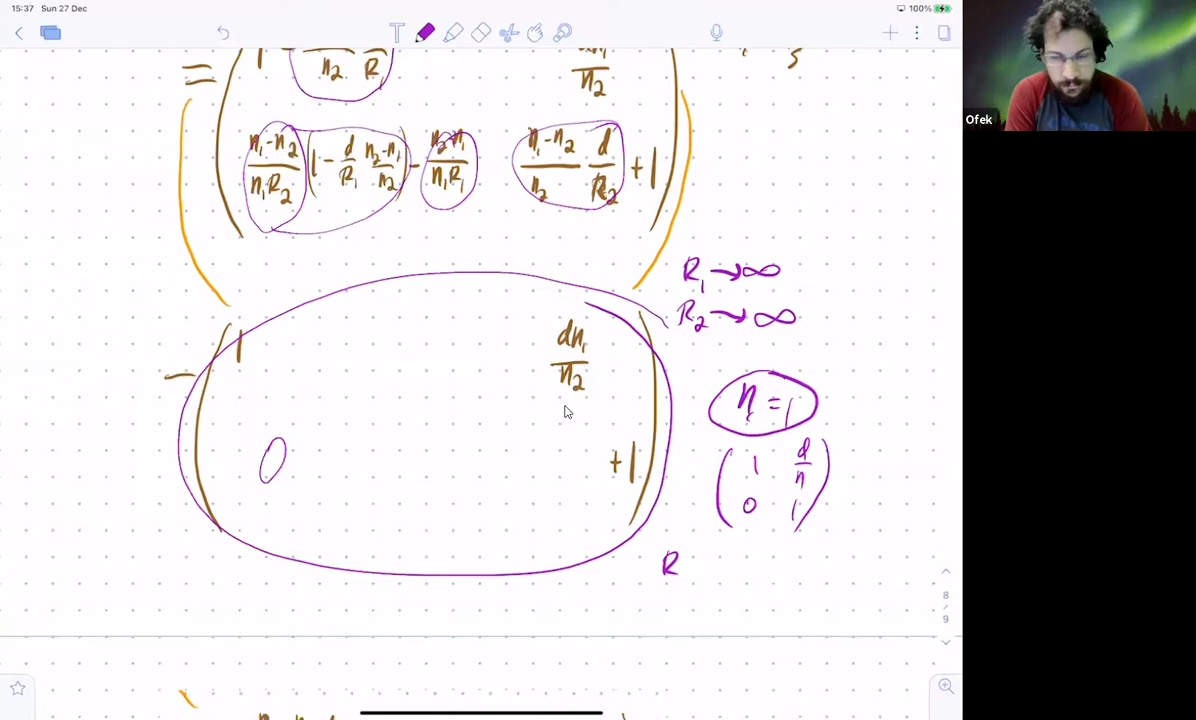 15:37 Sun 27 Dec
100%
Ofek
= ( 1 - n₂ R₁ dn₁/n₂ )
(n₁-n₂)/(n₁R₂) (1 - d/R₁ (n₂-n₁)/n₂) - (n₂-n₁)/(n₁R₁) (n₁-n₂)/n₂ d/R₂ + 1
R₁ → ∞
R₂ → ∞
1 dn₁/n₂
n₁ = 1
0 +1
( 1 d/n
0 1 )
R
8
/
9